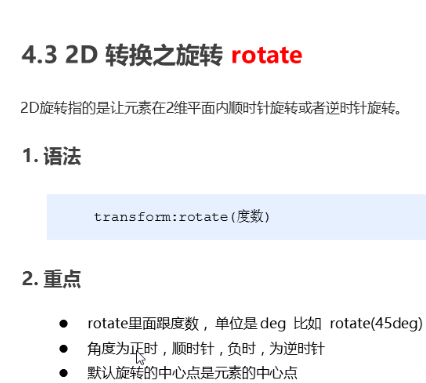 4.3 2D 转换之旋转 rotate
2D旋转指的是让元素在2维平面内顺时针旋转或者逆时针旋转。
1. 语法
transform:rotate(度数)
2. 重点
● rotate里面跟度数，单位是 deg 比如 rotate(45deg)
● 角度为正时，顺时针，负时，为逆时针
● 默认旋转的中心点是元素的中心点